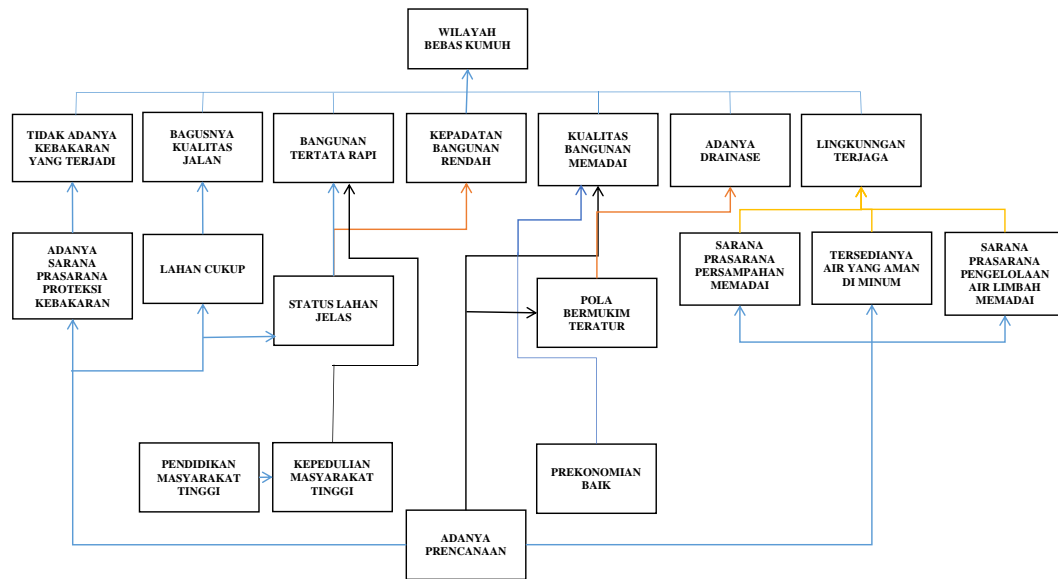 WILAYAH
BEBAS KUMUH
TIDAK ADANYA
KEBAKARAN
YANG TERJADI
BAGUSNYA
KUALITAS
JALAN
BANGUNAN
TERTATA RAPI
KEPADATAN
BANGUNAN
RENDAH
KUALITAS
BANGUNAN
MEMADAI
ADANYA
DRAINASE
LINGKUNNGAN
TERJAGA
ADANYA
SARANA
PRASARANA
PROTEKSI
KEBAKARAN
LAHAN CUKUP
STATUS LAHAN
JELAS
POLA
BERMUKIM
TERATUR
SARANA
PRASARANA
PERSAMPAHAN
MEMADAI
TERSEDIANYA
AIR YANG AMAN
DI MINUM
SARANA
PRASARANA
PENGELOLAAN
AIR LIMBAH
MEMADAI
PENDIDIKAN
MASYARAKAT
TINGGI
KEPEDULIAN
MASYARAKAT
TINGGI
PREKONOMIAN
BAIK
ADANYA
PRENCANAAN